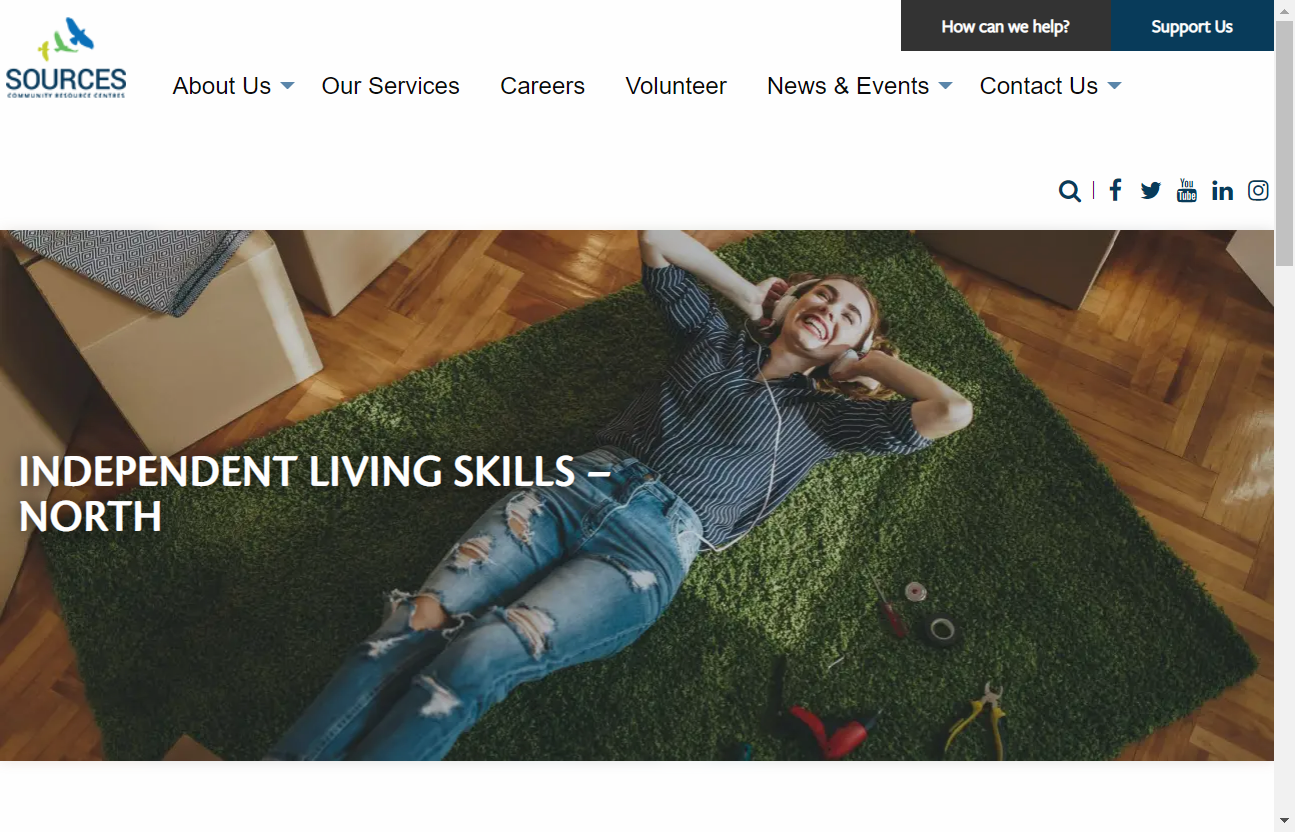 How can we help?
Support Us
SOURCES
COMMUNITY RESOURCE CENTRES
About Us
Our Services
Careers
Volunteer
News & Events
Contact Us
You
Tube
INDEPENDENT LIVING SKILLS –
NORTH